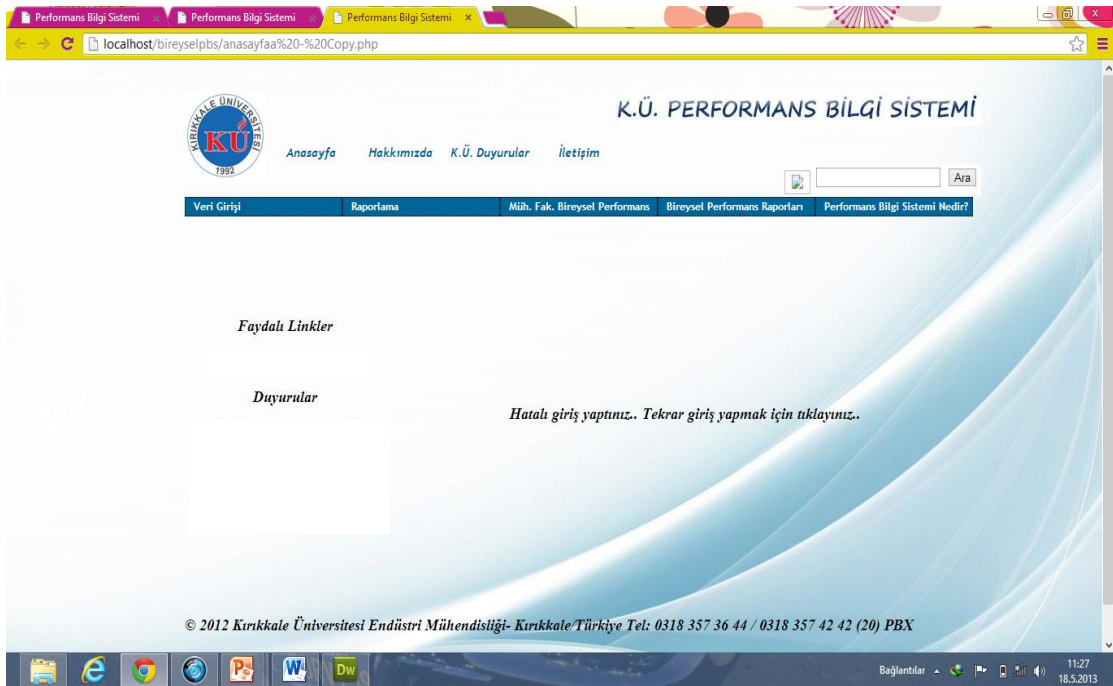 Performans Bilgi Sistemi
Performans Bilgi Sistemi
Performans Bilgi Sistemi
localhost/bireyselpbs/anasayfaa%20-%20Copy.php
KIRIKKALE ÜNİVERSİTESİ
KÜ
1992
K.Ü. PERFORMANS BİLGİ SİSTEMİ
Anasayfa Hakkımızda K.Ü. Duyurular İletişim
Ara
Veri Girişi Raporlama Müh. Fak. Bireysel Performans Bireysel Performans Raporları Performans Bilgi Sistemi Nedir?
Faydalı Linkler
Duyurular
Hatalı giriş yaptınız.. Tekrar giriş yapmak için tıklayınız..
© 2012 Kırıkkale Üniversitesi Endüstri Mühendisliği- Kırıkkale/Türkiye Tel: 0318 357 36 44 / 0318 357 42 42 (20) PBX
Dw
Bağlantılar
11:27
18.5.2013